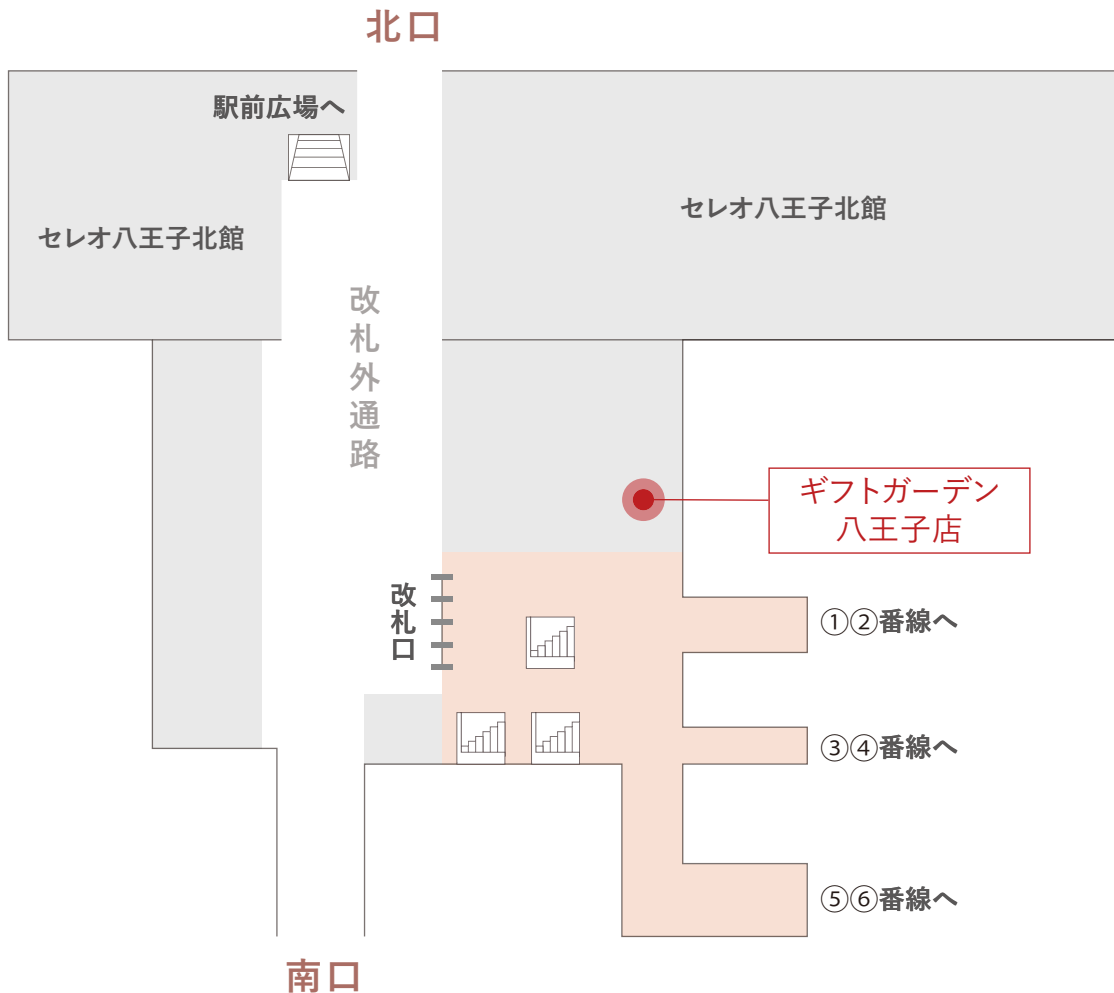 北口
駅前広場へ
セレオ八王子北館
セレオ八王子北館
改札外通路
ギフトガーデン
八王子店
改札口
①②番線へ
③④番線へ
⑤⑥番線へ
南口